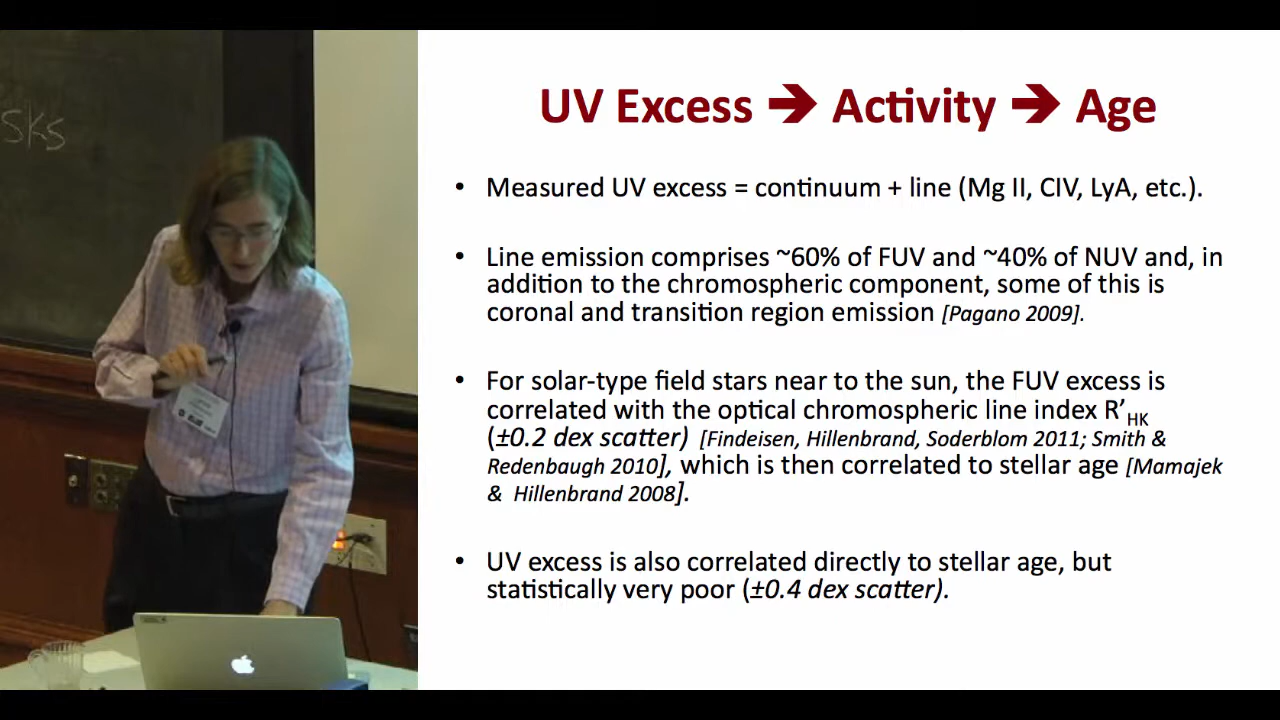 sks
UV Excess ➔ Activity ➔ Age
• Measured UV excess = continuum + line (Mg II, CIV, LyA, etc.).
• Line emission comprises ~60% of FUV and ~40% of NUV and, in
addition to the chromospheric component, some of this is
coronal and transition region emission [Pagano 2009].
• For solar-type field stars near to the sun, the FUV excess is
correlated with the optical chromospheric line index R’HK
(±0.2 dex scatter) [Findeisen, Hillenbrand, Soderblom 2011; Smith &
Redenbaugh 2010], which is then correlated to stellar age [Mamajek
& Hillenbrand 2008].
• UV excess is also correlated directly to stellar age, but
statistically very poor (±0.4 dex scatter).